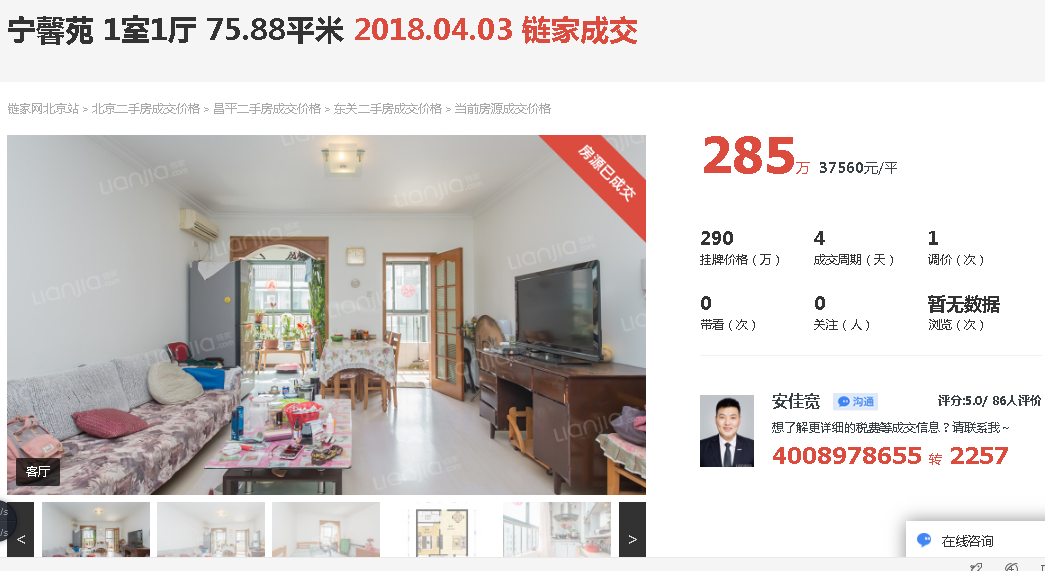 宁馨苑 1室1厅 75.88平米 2018.04.03 链家成交
链家网北京站 » 北京二手房成交价格 » 昌平二手房成交价格 » 东关二手房成交价格 » 当前房源成交价格
房源已成交
Lianjia
客厅
<
>
285万 37560元/平
290 4 1
挂牌价格（万） 成交周期（天） 调价（次）
0 0 暂无数据
带看（次） 关注（人） 浏览（次）
安佳宽 沟通 评分:5.0/ 86人评价
想了解更详细的税费等成交信息？请联系我~
4008978655 转 2257
在线咨询